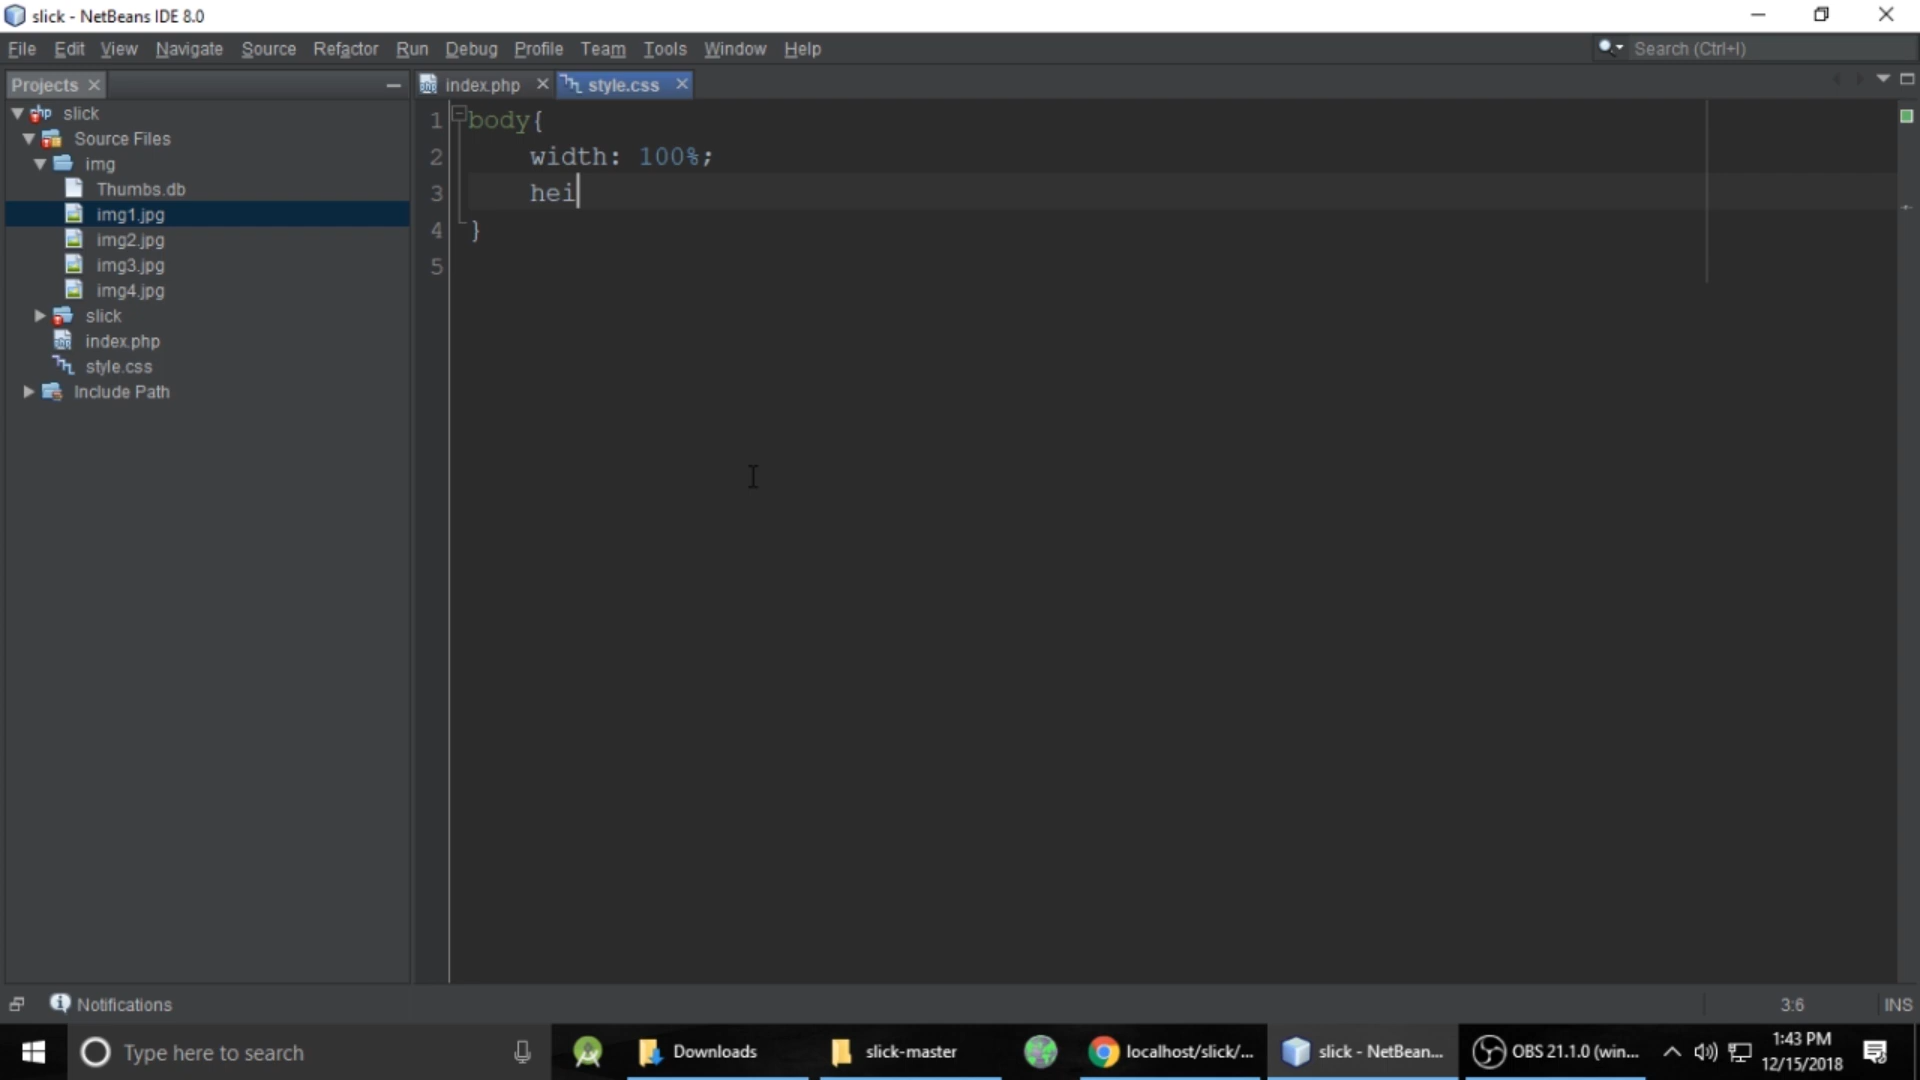 slick - NetBeans IDE 8.0
File Edit View Navigate Source Refactor Run Debug Profile Team Tools Window Help
Search (Ctrl+I)
Projects
index.php
style.css
slick
Source Files
img
Thumbs.db
img1.jpg
img2.jpg
img3.jpg
img4.jpg
slick
index.php
style.css
Include Path
1 body{
2 width: 100%;
3 hei
4 }
5
Notifications
3:6
INS
Type here to search
Downloads
slick-master
localhost/slick/...
slick - NetBean...
OBS 21.1.0 (win...
1:43 PM
12/15/2018